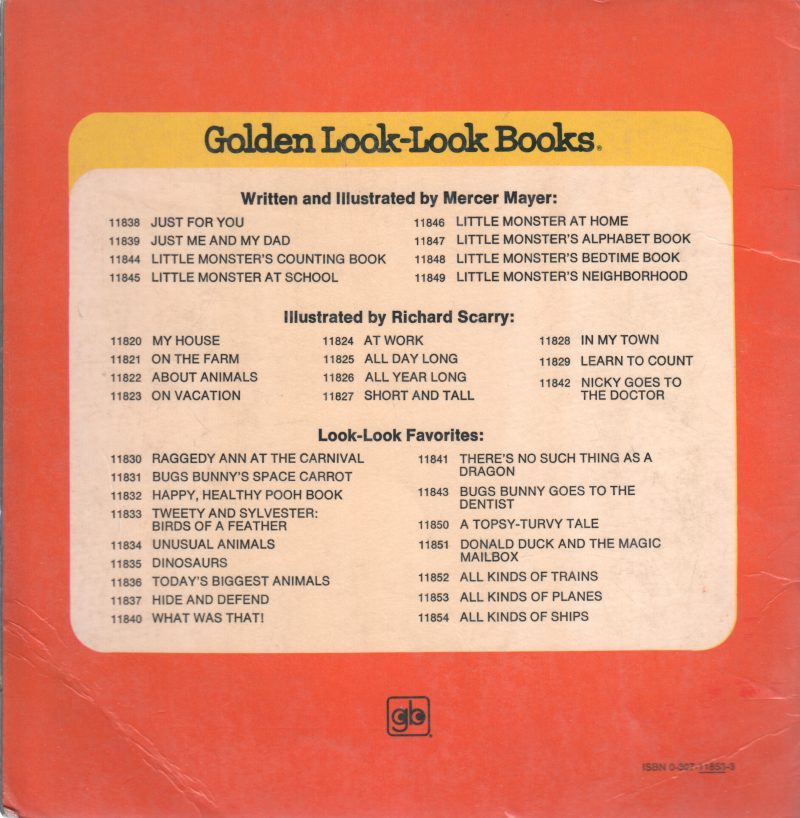 Golden Look-Look Books®
Written and Illustrated by Mercer Mayer:
11838 JUST FOR YOU
11839 JUST ME AND MY DAD
11844 LITTLE MONSTER'S COUNTING BOOK
11845 LITTLE MONSTER AT SCHOOL
11846 LITTLE MONSTER AT HOME
11847 LITTLE MONSTER'S ALPHABET BOOK
11848 LITTLE MONSTER'S BEDTIME BOOK
11849 LITTLE MONSTER'S NEIGHBORHOOD
Illustrated by Richard Scarry:
11820 MY HOUSE
11821 ON THE FARM
11822 ABOUT ANIMALS
11823 ON VACATION
11824 AT WORK
11825 ALL DAY LONG
11826 ALL YEAR LONG
11827 SHORT AND TALL
11828 IN MY TOWN
11829 LEARN TO COUNT
11842 NICKY GOES TO
THE DOCTOR
Look-Look Favorites:
11830 RAGGEDY ANN AT THE CARNIVAL
11831 BUGS BUNNY'S SPACE CARROT
11832 HAPPY, HEALTHY POOH BOOK
11833 TWEETY AND SYLVESTER:
BIRDS OF A FEATHER
11834 UNUSUAL ANIMALS
11835 DINOSAURS
11836 TODAY'S BIGGEST ANIMALS
11837 HIDE AND DEFEND
11840 WHAT WAS THAT!
11841 THERE'S NO SUCH THING AS A
DRAGON
11843 BUGS BUNNY GOES TO THE
DENTIST
11850 A TOPSY-TURVY TALE
11851 DONALD DUCK AND THE MAGIC
MAILBOX
11852 ALL KINDS OF TRAINS
11853 ALL KINDS OF PLANES
11854 ALL KINDS OF SHIPS
gb
ISBN 0-307-11853-3